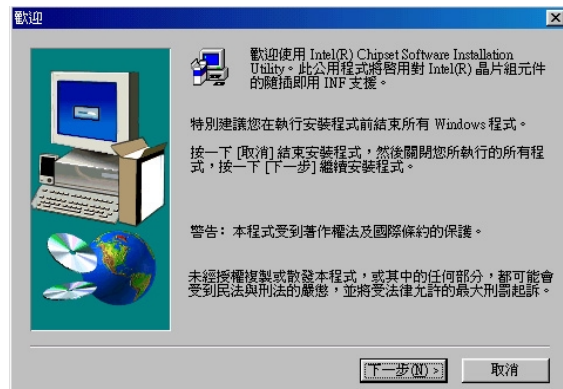 歡迎
歡迎使用 Intel(R) Chipset Software Installation
Utility。此公用程式將啓用對 Intel(R) 晶片組元件
的隨插即用 INF 支援。
特別建議您在執行安裝程式前結束所有 Windows 程式。
按一下 [取消] 結束安裝程式，然後關閉您所執行的所有程
式，按一下 [下一步] 繼續安裝程式。
警告: 本程式受到著作權法及國際條約的保護。
未經授權複製或散發本程式，或其中的任何部分，都可能會
受到民法與刑法的嚴懲，並將受法律允許的最大刑罰起訴。
下一步(N) >
取消